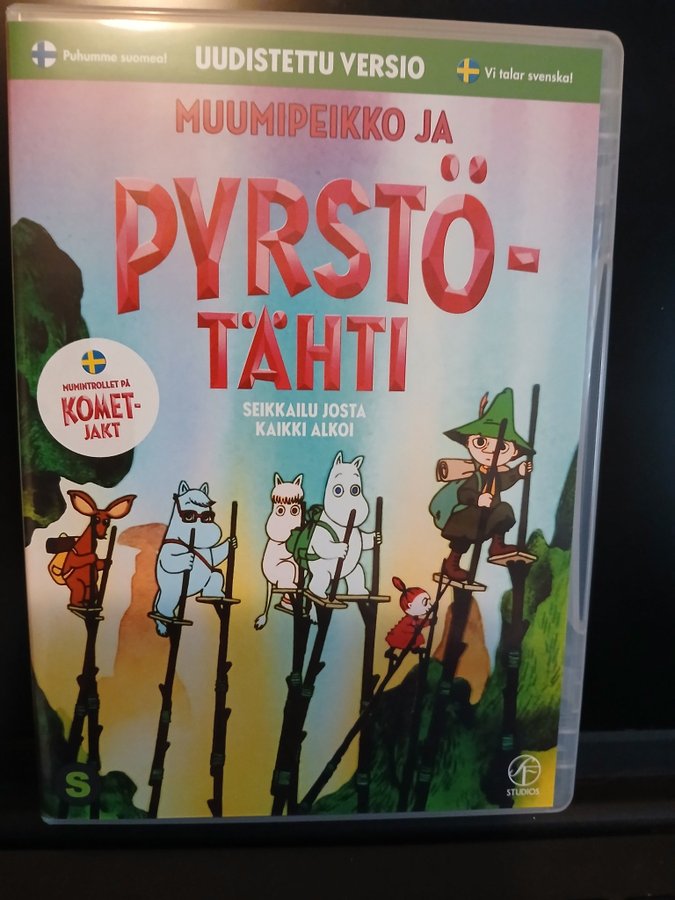 Puhumme suomea!
UUDISTETTU VERSIO
Vi talar svenska!
MUUMIPEIKKO JA
PYRSTÖ-
TÄHTI
SEIKKAILU JOSTA
KAIKKI ALKOI
MUMINTROLLET PÅ
KOMET-
JAKT
S
SF
STUDIOS